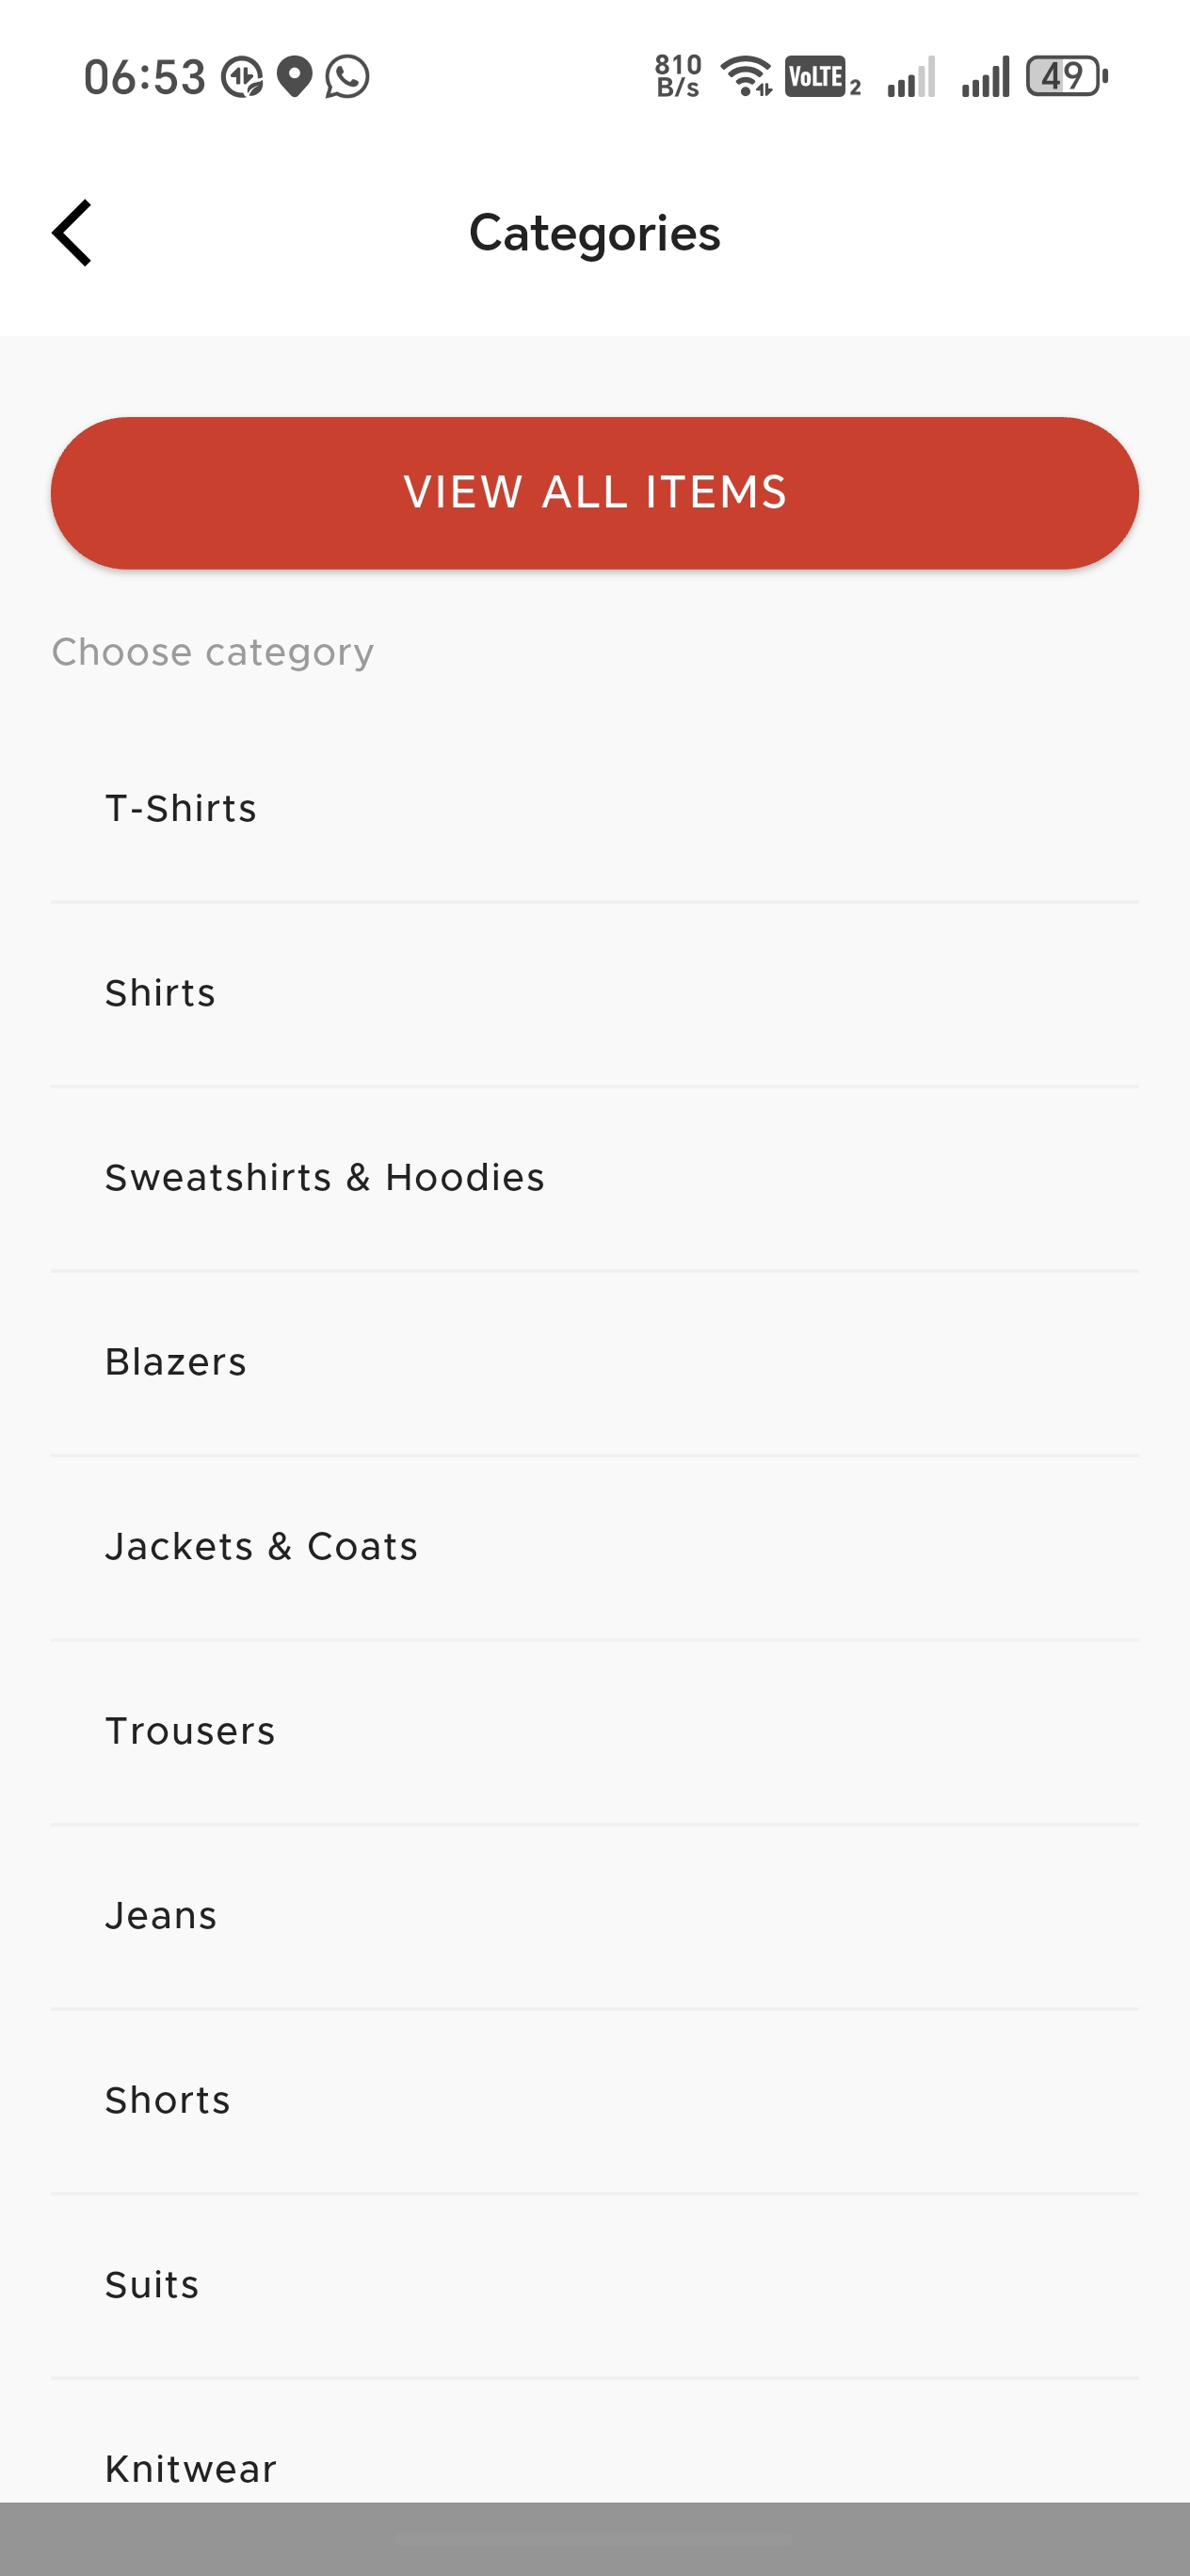 06:53
810
B/s
VoLTE 2
49
Categories
VIEW ALL ITEMS
Choose category
T-Shirts
Shirts
Sweatshirts & Hoodies
Blazers
Jackets & Coats
Trousers
Jeans
Shorts
Suits
Knitwear